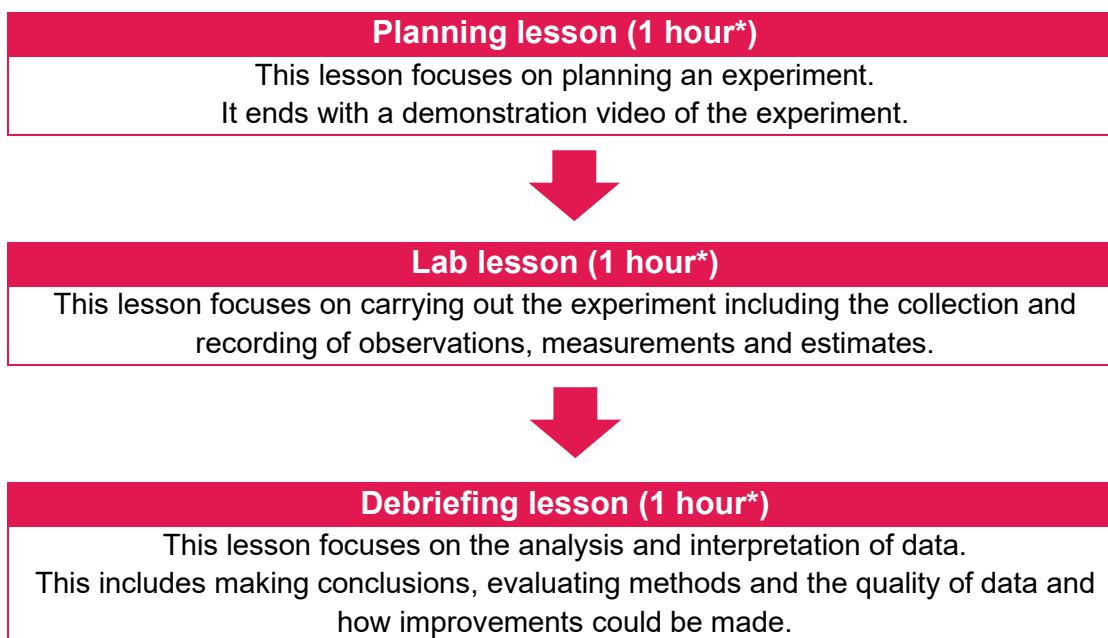 Planning lesson (1 hour*)
This lesson focuses on planning an experiment.
It ends with a demonstration video of the experiment.
Lab lesson (1 hour*)
This lesson focuses on carrying out the experiment including the collection and
recording of observations, measurements and estimates.
Debriefing lesson (1 hour*)
This lesson focuses on the analysis and interpretation of data.
This includes making conclusions, evaluating methods and the quality of data and
how improvements could be made.